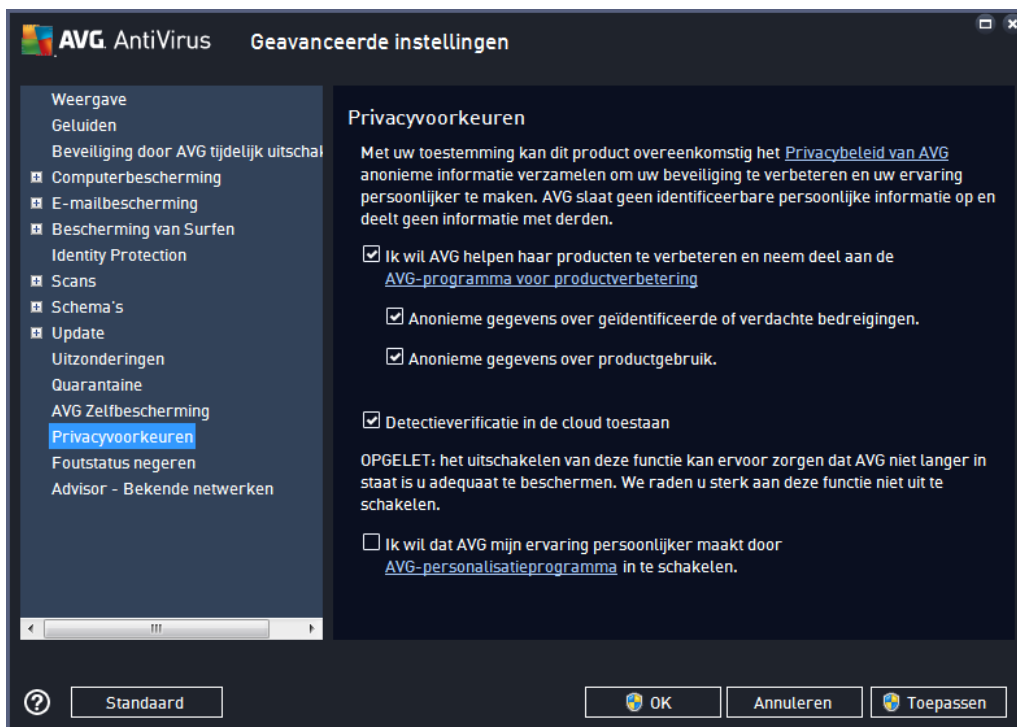 AVG. AntiVirus
Geavanceerde instellingen
Weergave
Geluiden
Beveiliging door AVG tijdelijk uitschak
Computerbescherming
E-mailbescherming
Bescherming van Surfen
Identity Protection
Scans
Schema's
Update
Uitzonderingen
Quarantaine
AVG Zelfbescherming
Privacyvoorkeuren
Foutstatus negeren
Advisor - Bekende netwerken
Privacyvoorkeuren
Met uw toestemming kan dit product overeenkomstig het Privacybeleid van AVG
anonieme informatie verzamelen om uw beveiliging te verbeteren en uw ervaring
persoonlijker te maken. AVG slaat geen identificeerbare persoonlijke informatie op en
deelt geen informatie met derden.
Ik wil AVG helpen haar producten te verbeteren en neem deel aan de
AVG-programma voor productverbetering
Anonieme gegevens over geïdentificeerde of verdachte bedreigingen.
Anonieme gegevens over productgebruik.
Detectieverificatie in de cloud toestaan
OPGELET: het uitschakelen van deze functie kan ervoor zorgen dat AVG niet langer in
staat is u adequaat te beschermen. We raden u sterk aan deze functie niet uit te
schakelen.
Ik wil dat AVG mijn ervaring persoonlijker maakt door
AVG-personalisatieprogramma in te schakelen.
? Standaard
OK
Annuleren
Toepassen